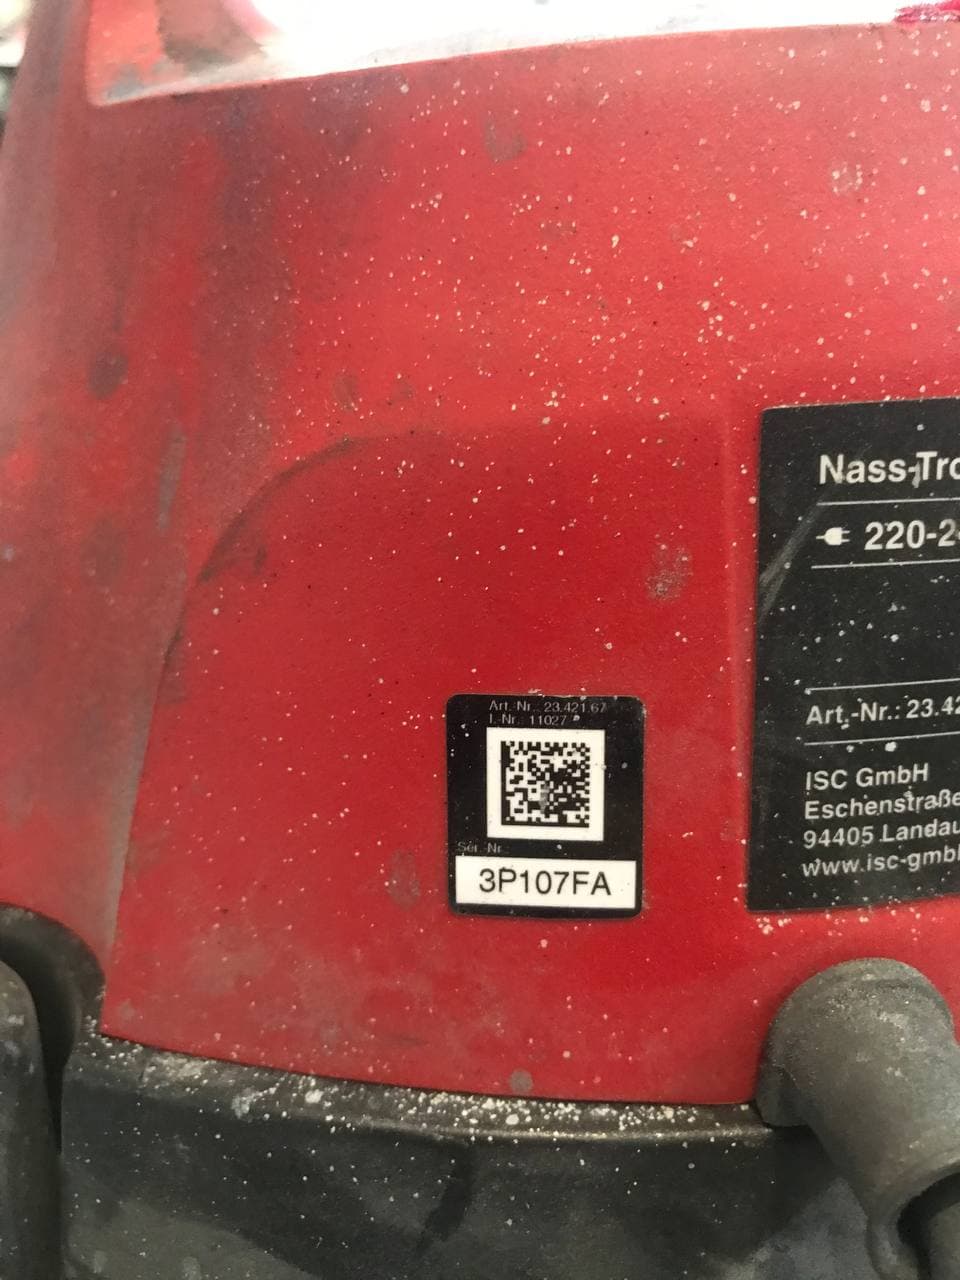 Nass-Tro
220-2
Art.-Nr.: 23.42
ISC GmbH
Eschenstraße
94405 Landau
www.isc-gmb
Art.-Nr.: 23.421.67
I.-Nr.: 11027
Ser.-Nr.:
3P107FA